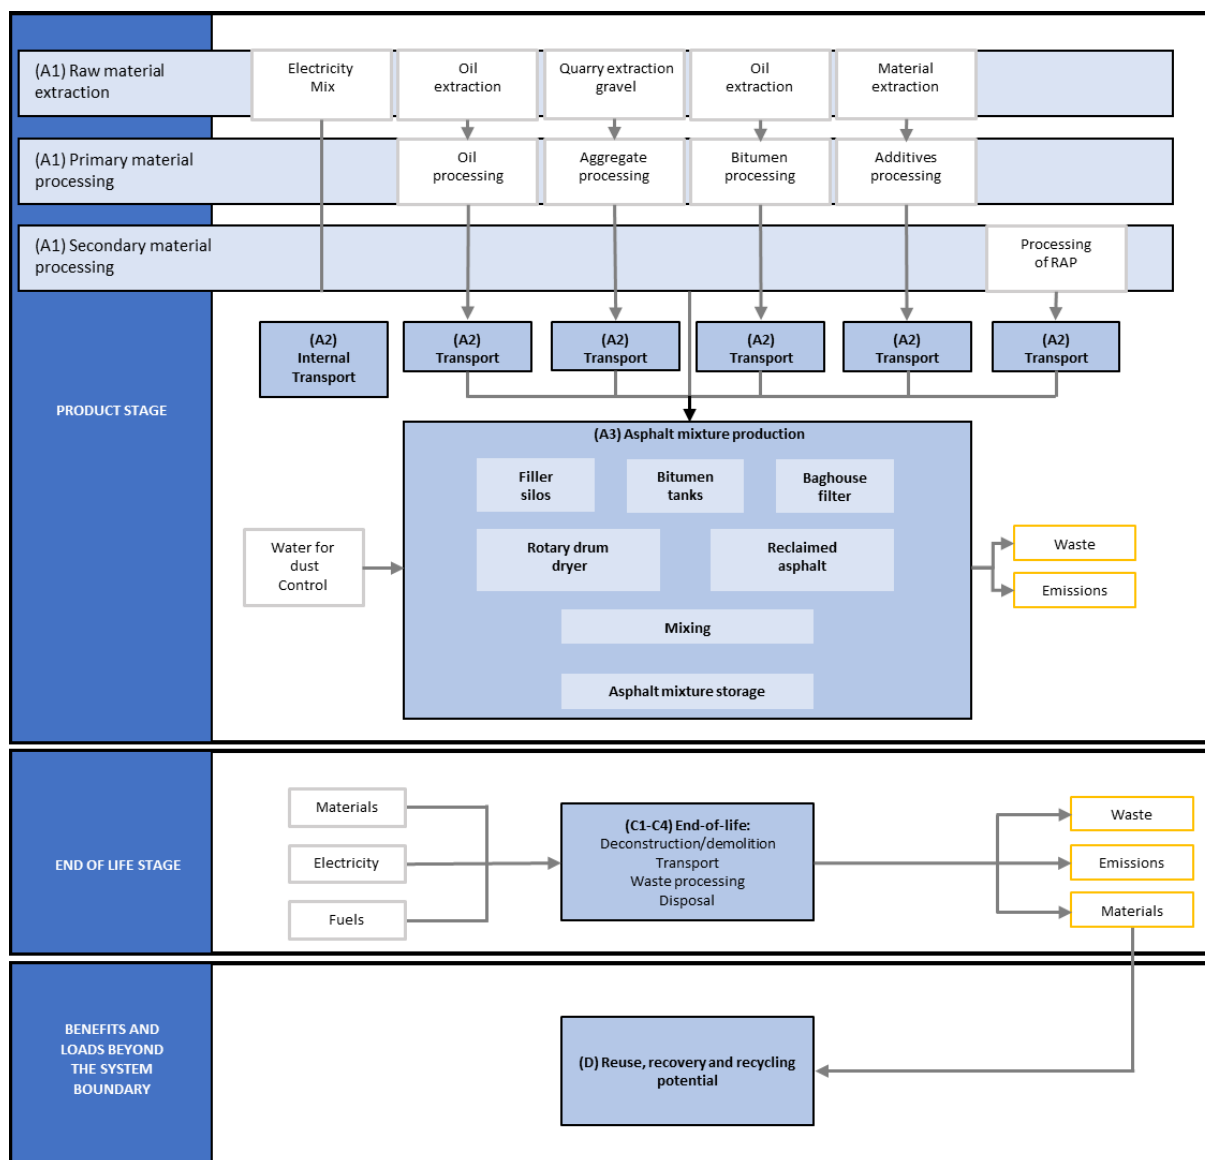 (A1) Raw material
extraction
Electricity
Mix
Oil
extraction
Quarry extraction
gravel
Oil
extraction
Material
extraction
(A1) Primary material
processing
Oil
processing
Aggregate
processing
Bitumen
processing
Additives
processing
(A1) Secondary material
processing
Processing
of RAP
(A2)
Internal
Transport
(A2)
Transport
(A2)
Transport
(A2)
Transport
(A2)
Transport
(A2)
Transport
PRODUCT STAGE
(A3) Asphalt mixture production
Filler
silos
Bitumen
tanks
Baghouse
filter
Water for
dust
Control
Rotary drum
dryer
Reclaimed
asphalt
Waste
Emissions
Mixing
Asphalt mixture storage
END OF LIFE STAGE
Materials
Electricity
Fuels
(C1-C4) End-of-life:
Deconstruction/demolition
Transport
Waste processing
Disposal
Waste
Emissions
Materials
BENEFITS AND
LOADS BEYOND
THE SYSTEM
BOUNDARY
(D) Reuse, recovery and recycling
potential